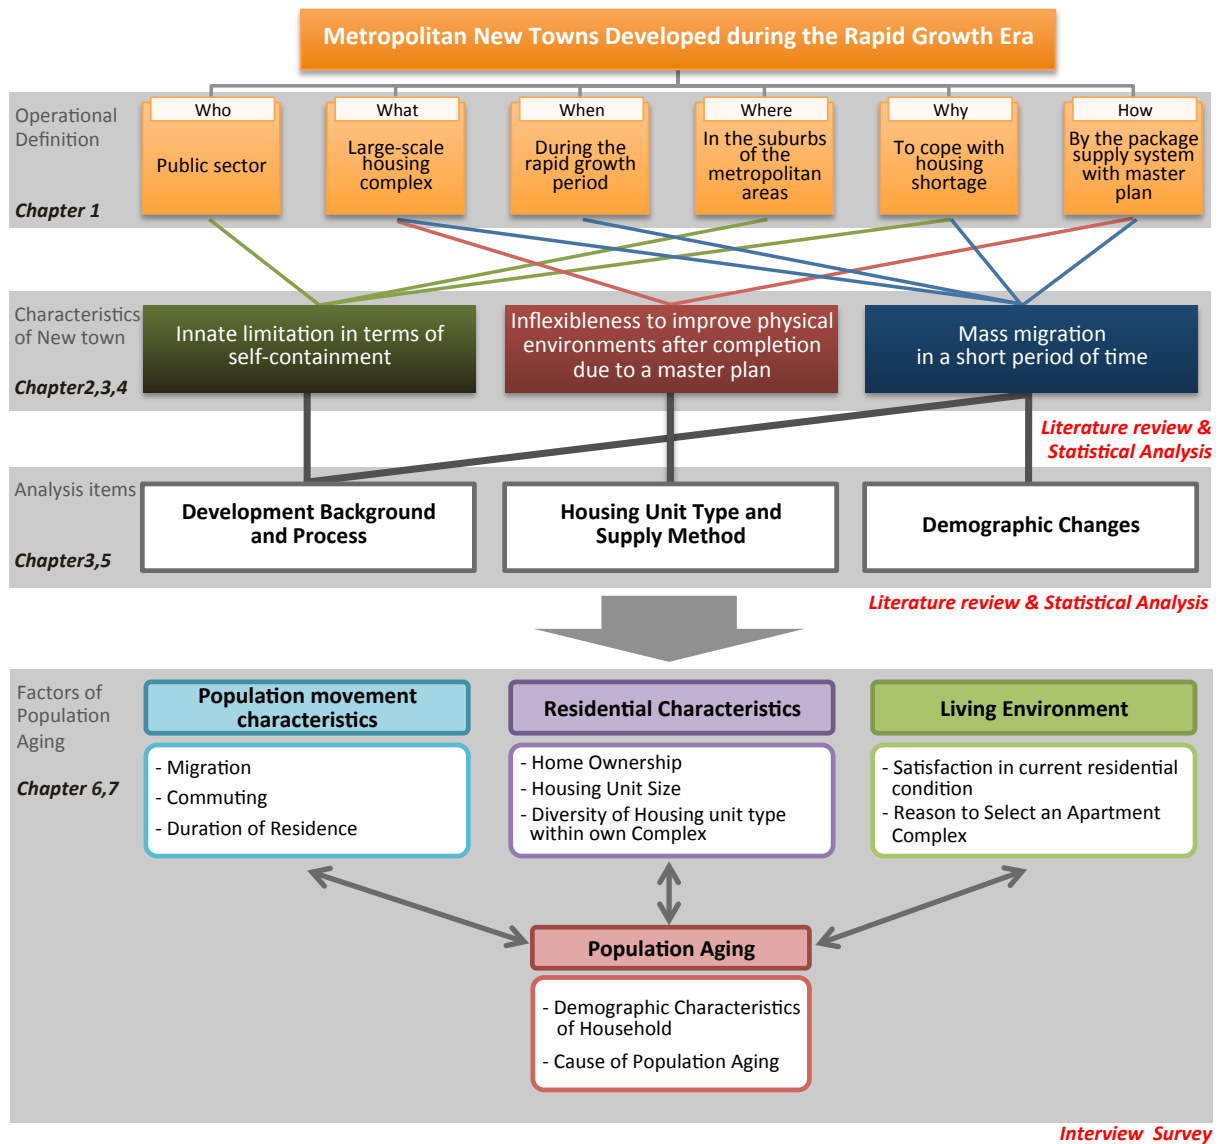 Metropolitan New Towns Developed during the Rapid Growth Era
Operational
Definition
Chapter 1
Who
Public sector
What
Large-scale
housing
complex
When
During the
rapid growth
period
Where
In the suburbs
of the
metropolitan
areas
Why
To cope with
housing
shortage
How
By the package
supply system
with master
plan
Characteristics
of New town
Chapter2,3,4
Innate limitation in terms of
self-containment
Inflexibleness to improve physical
environments after completion
due to a master plan
Mass migration
in a short period of time
Literature review &
Statistical Analysis
Analysis items
Chapter3,5
Development Background
and Process
Housing Unit Type and
Supply Method
Demographic Changes
Literature review & Statistical Analysis
Factors of
Population
Aging
Chapter 6,7
Population movement
characteristics
- Migration
- Commuting
- Duration of Residence
Residential Characteristics
- Home Ownership
- Housing Unit Size
- Diversity of Housing unit type
within own Complex
Living Environment
- Satisfaction in current residential
condition
- Reason to Select an Apartment
Complex
Population Aging
- Demographic Characteristics
of Household
- Cause of Population Aging
Interview Survey